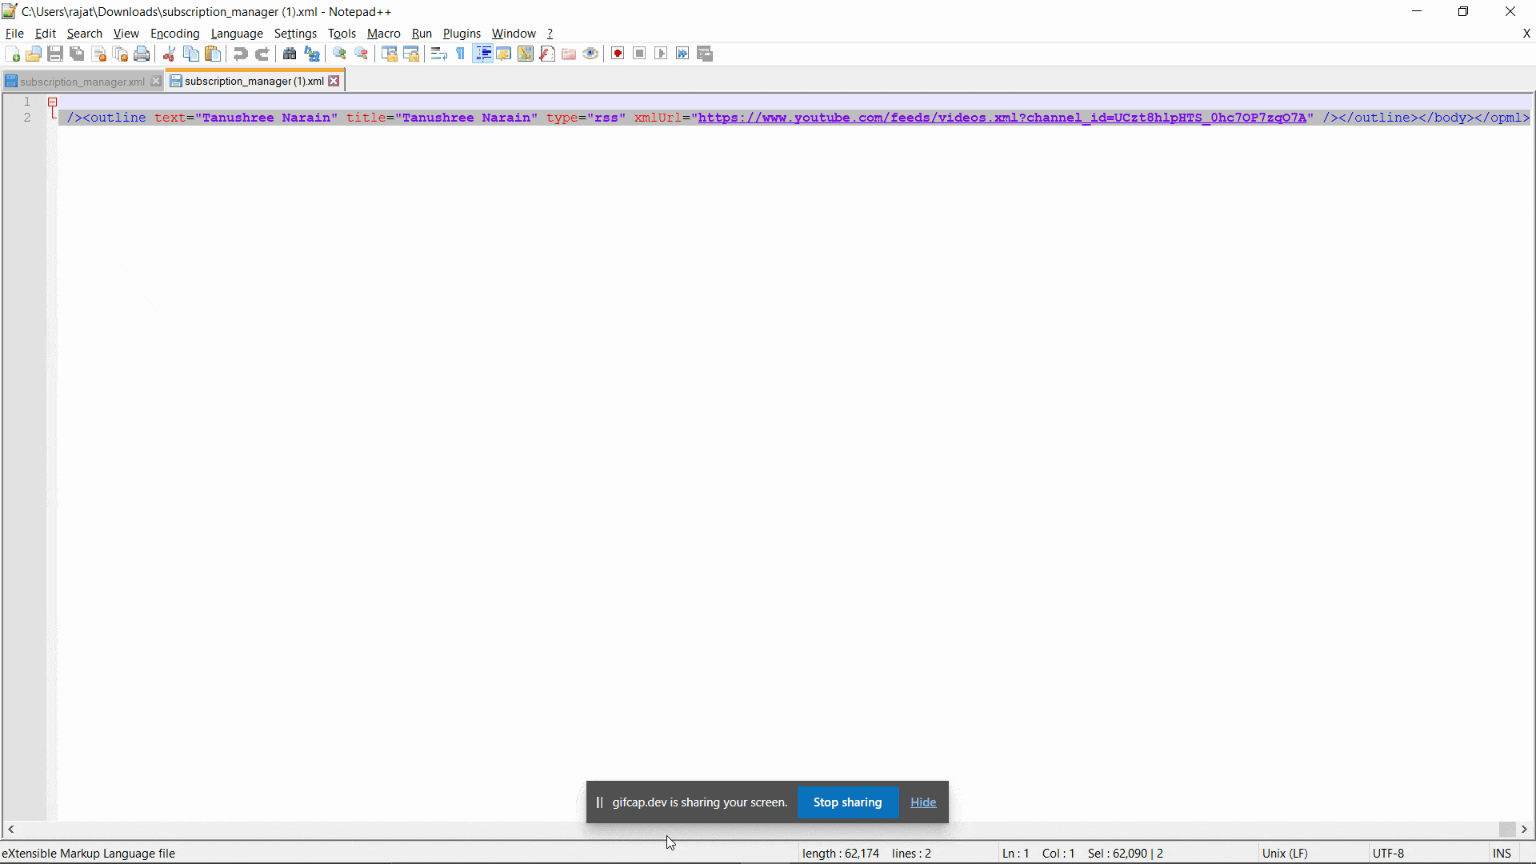 C:\Users\rajat\Downloads\subscription_manager (1).xml - Notepad++
File Edit Search View Encoding Language Settings Tools Macro Run Plugins Window ? X
subscription_manager.xml subscription_manager (1).xml
1
2 /><outline text="Tanushree Narain" title="Tanushree Narain" type="rss" xmlUrl="https://www.youtube.com/feeds/videos.xml?channel_id=UCzt8hlpHTS_0hc7OP7zqO7A" /></outline></body></opml>
gifcap.dev is sharing your screen. Stop sharing Hide
eXtensible Markup Language file length : 62,174 lines : 2 Ln : 1 Col : 1 Sel : 62,090 | 2 Unix (LF) UTF-8 INS